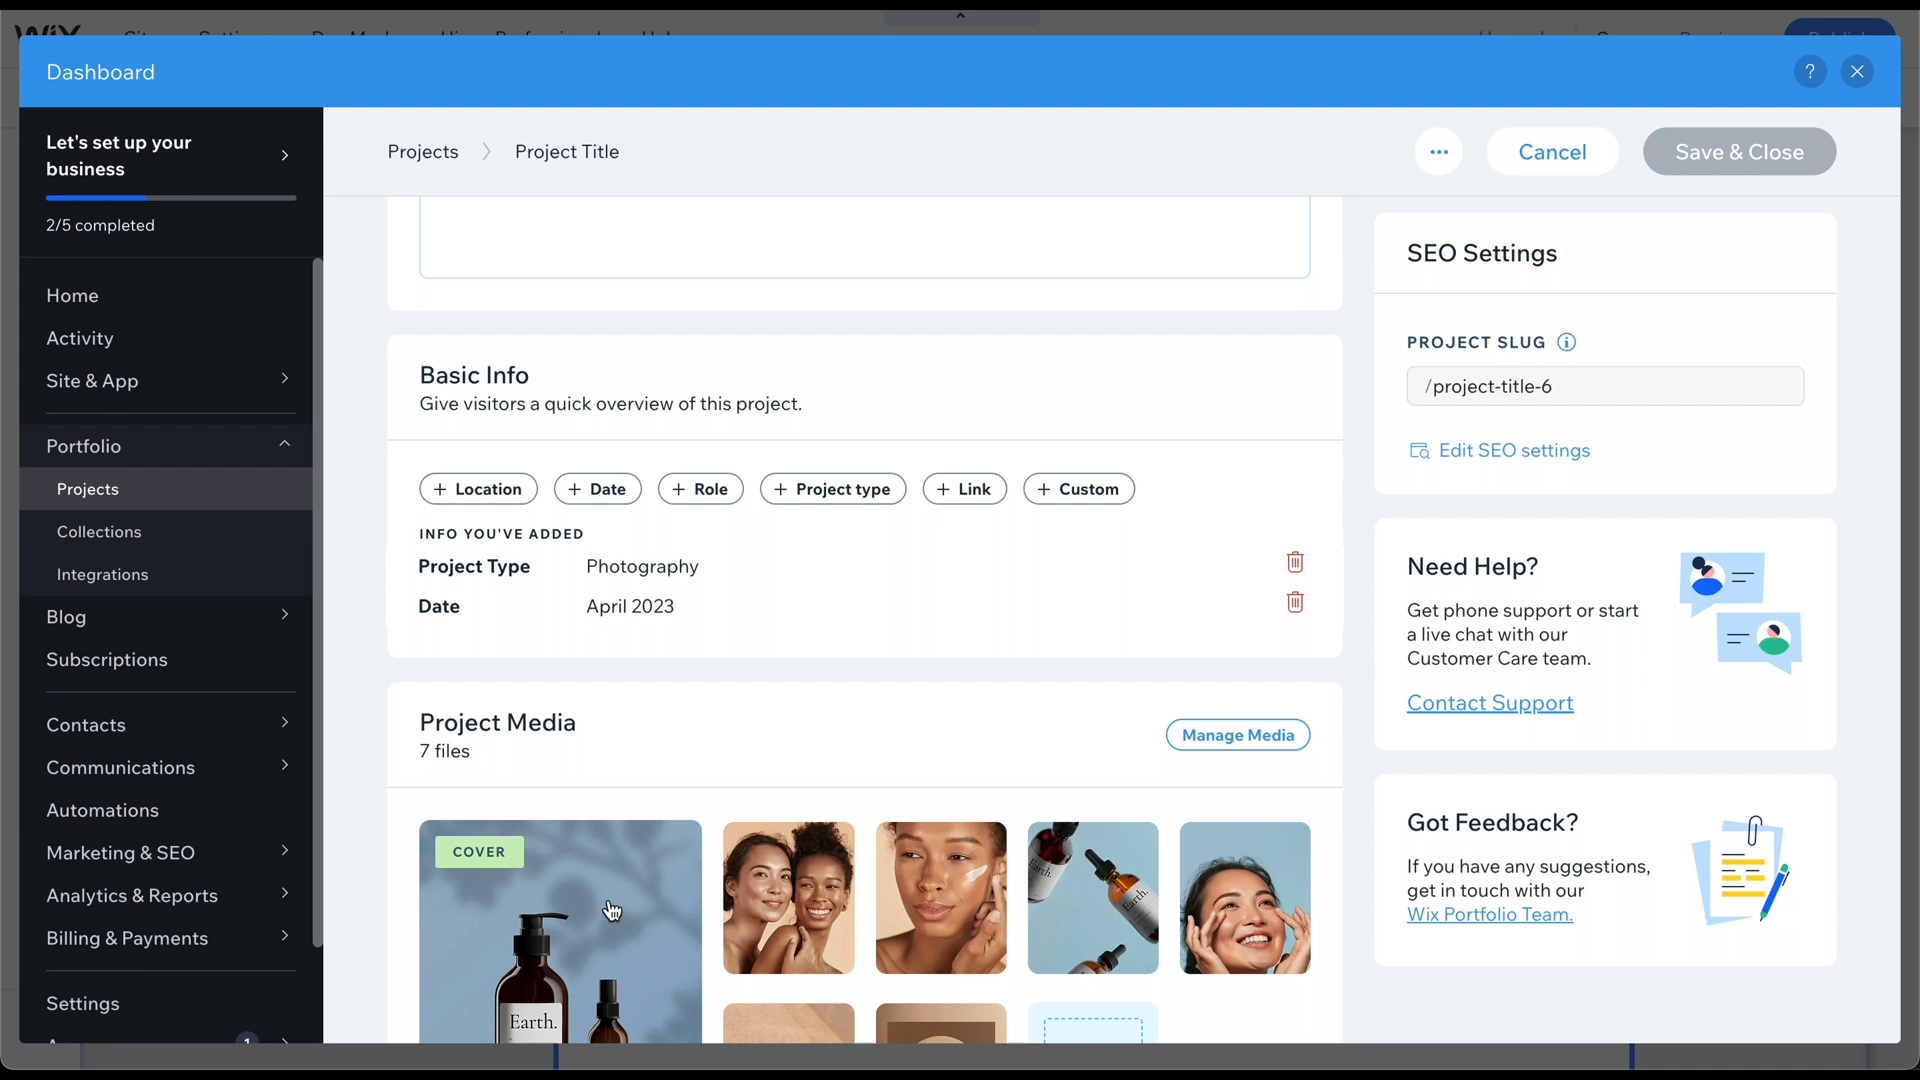 Dashboard
?
Let's set up your
business
2/5 completed
Home
Activity
Site & App
Portfolio
Projects
Collections
Integrations
Blog
Subscriptions
Contacts
Communications
Automations
Marketing & SEO
Analytics & Reports
Billing & Payments
Settings
1
Projects > Project Title
... Cancel Save & Close
Basic Info
Give visitors a quick overview of this project.
+ Location + Date + Role + Project type + Link + Custom
INFO YOU'VE ADDED
Project Type Photography
Date April 2023
Project Media
7 files
Manage Media
COVER
Earth.
Earth.
Earth.
SEO Settings
PROJECT SLUG i
/project-title-6
Edit SEO settings
Need Help?
Get phone support or start
a live chat with our
Customer Care team.
Contact Support
Got Feedback?
If you have any suggestions,
get in touch with our
Wix Portfolio Team.